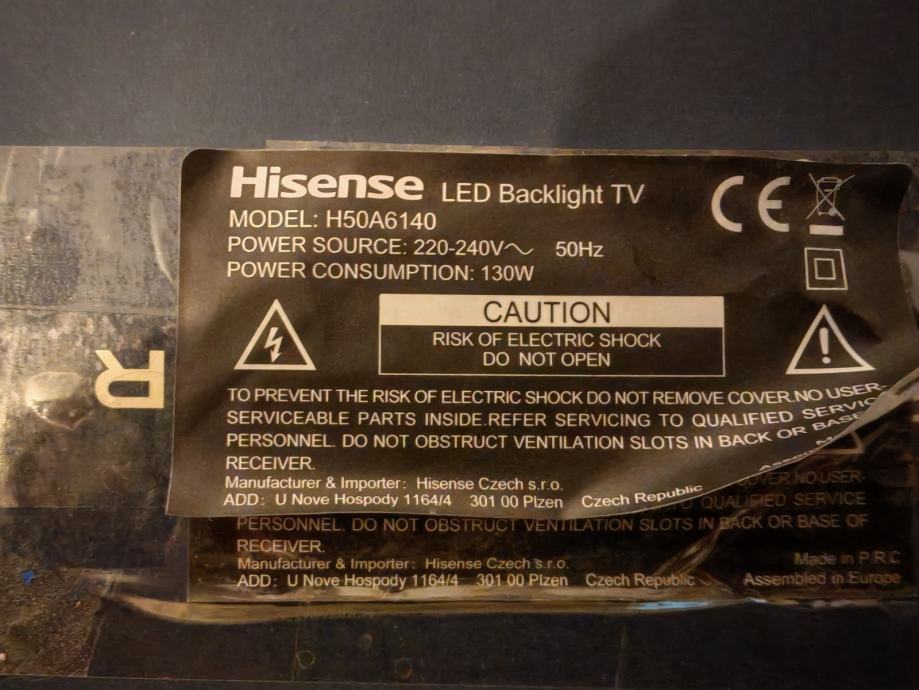 Hisense LED Backlight TV
MODEL: H50A6140
POWER SOURCE: 220-240V~ 50Hz
POWER CONSUMPTION: 130W
CE
CAUTION
RISK OF ELECTRIC SHOCK
DO NOT OPEN
TO PREVENT THE RISK OF ELECTRIC SHOCK DO NOT REMOVE COVER.NO USER-
SERVICEABLE PARTS INSIDE.REFER SERVICING TO QUALIFIED SERVICE
PERSONNEL. DO NOT OBSTRUCT VENTILATION SLOTS IN BACK OR BASE
RECEIVER.
Manufacturer & Importer: Hisense Czech s.r.o.
ADD: U Nove Hospody 1164/4 301 00 Plzen Czech Republic
R
COVER.NO USER-
TO QUALIFIED SERVICE
PERSONNEL. DO NOT OBSTRUCT VENTILATION SLOTS IN BACK OR BASE OF
RECEIVER.
Manufacturer & Importer: Hisense Czech s.r.o.
Made in P.R.C
ADD: U Nove Hospody 1164/4 301 00 Plzen Czech Republic
Assembled in Europe